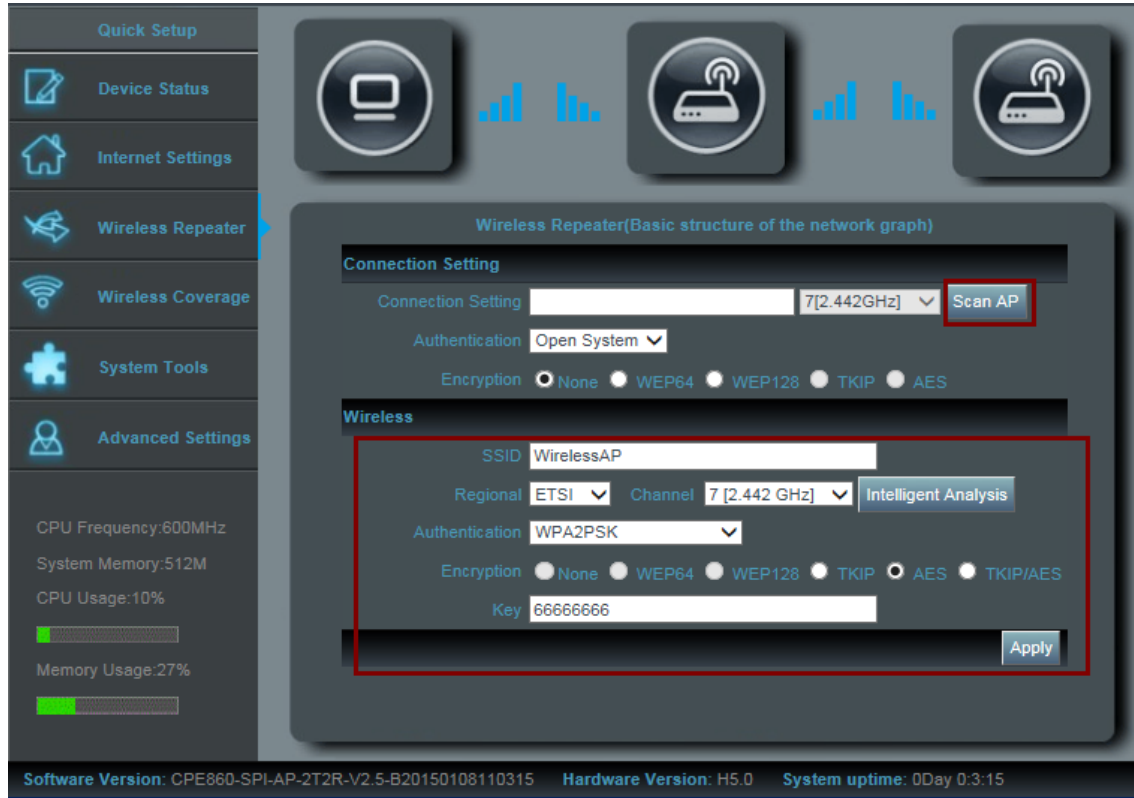 Quick Setup
Device Status
Internet Settings
Wireless Repeater
Wireless Coverage
System Tools
Advanced Settings
CPU Frequency:600MHz
System Memory:512M
CPU Usage:10%
Memory Usage:27%
Wireless Repeater(Basic structure of the network graph)
Connection Setting
Connection Setting 7[2.442GHz] Scan AP
Authentication Open System
Encryption None WEP64 WEP128 TKIP AES
Wireless
SSID WirelessAP
Regional ETSI Channel 7 [2.442 GHz] Intelligent Analysis
Authentication WPA2PSK
Encryption None WEP64 WEP128 TKIP AES TKIP/AES
Key 66666666
Apply
Software Version: CPE860-SPI-AP-2T2R-V2.5-B20150108110315 Hardware Version: H5.0 System uptime: 0Day 0:3:15